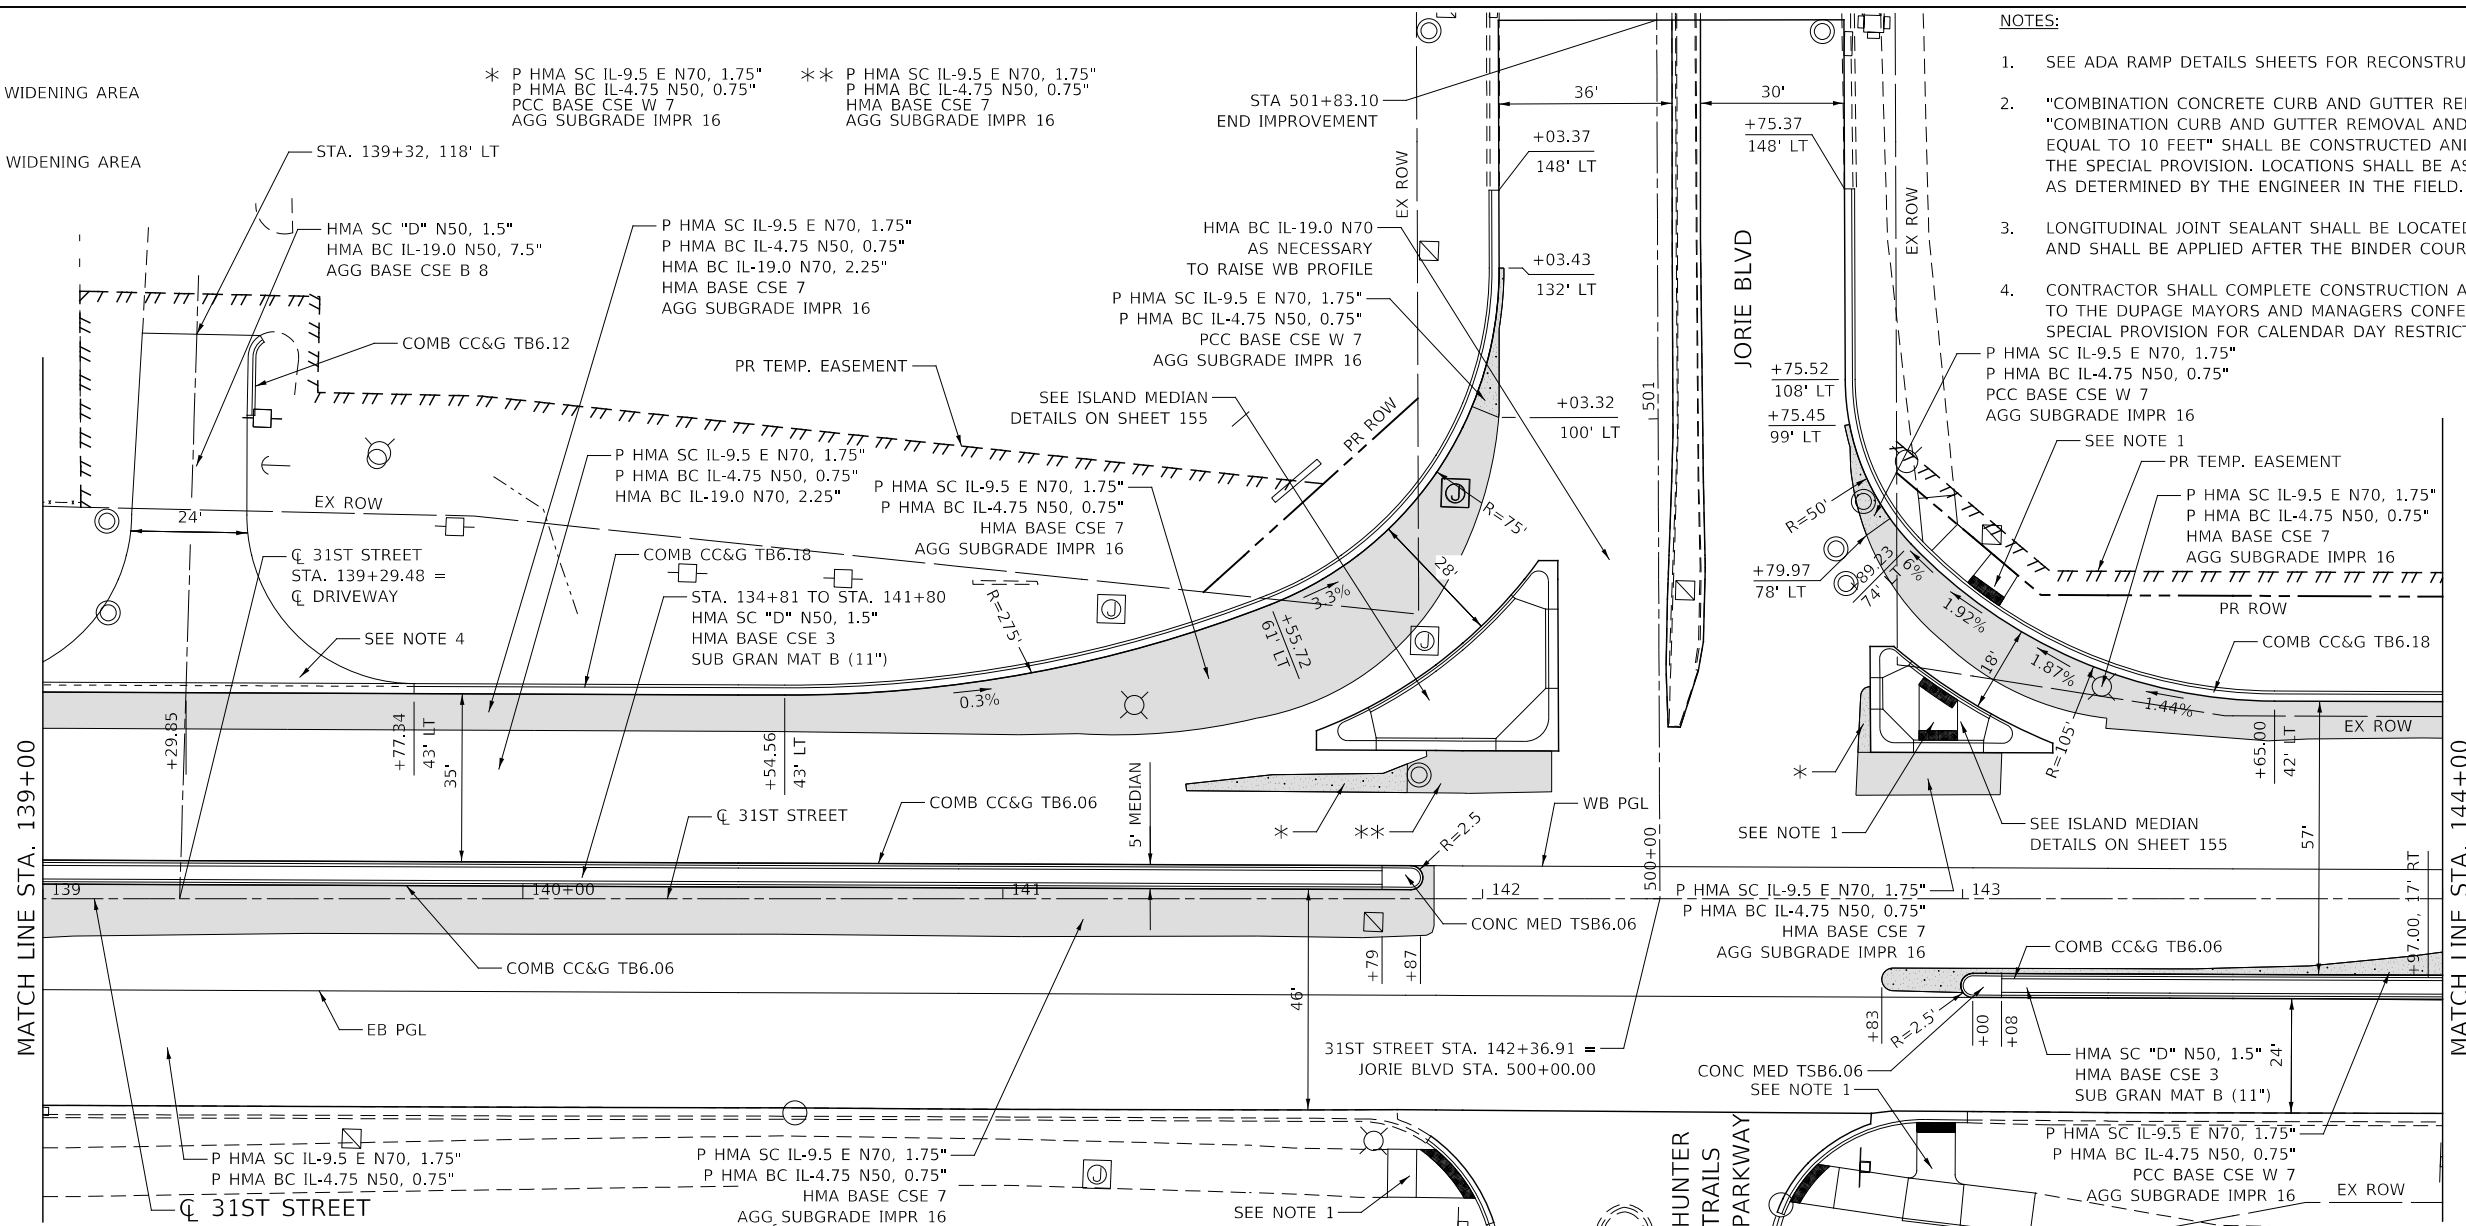 WIDENING AREA
WIDENING AREA
* P HMA SC IL-9.5 E N70, 1.75"
P HMA BC IL-4.75 N50, 0.75"
PCC BASE CSE W 7
AGG SUBGRADE IMPR 16
** P HMA SC IL-9.5 E N70, 1.75"
P HMA BC IL-4.75 N50, 0.75"
HMA BASE CSE 7
AGG SUBGRADE IMPR 16
STA 501+83.10
END IMPROVEMENT
36'
30'
+03.37
148' LT
+75.37
148' LT
NOTES:
1. SEE ADA RAMP DETAILS SHEETS FOR RECONSTRU
2. "COMBINATION CONCRETE CURB AND GUTTER RE
"COMBINATION CURB AND GUTTER REMOVAL AND
EQUAL TO 10 FEET" SHALL BE CONSTRUCTED AN
THE SPECIAL PROVISION. LOCATIONS SHALL BE AS
AS DETERMINED BY THE ENGINEER IN THE FIELD.
3. LONGITUDINAL JOINT SEALANT SHALL BE LOCATED
AND SHALL BE APPLIED AFTER THE BINDER COUR
4. CONTRACTOR SHALL COMPLETE CONSTRUCTION A
TO THE DUPAGE MAYORS AND MANAGERS CONFE
SPECIAL PROVISION FOR CALENDAR DAY RESTRICT
STA. 139+32, 118' LT
HMA SC "D" N50, 1.5"
HMA BC IL-19.0 N50, 7.5"
AGG BASE CSE B 8
P HMA SC IL-9.5 E N70, 1.75"
P HMA BC IL-4.75 N50, 0.75"
HMA BC IL-19.0 N70, 2.25"
HMA BASE CSE 7
AGG SUBGRADE IMPR 16
COMB CC&G TB6.12
PR TEMP. EASEMENT
HMA BC IL-19.0 N70
AS NECESSARY
TO RAISE WB PROFILE
P HMA SC IL-9.5 E N70, 1.75"
P HMA BC IL-4.75 N50, 0.75"
PCC BASE CSE W 7
AGG SUBGRADE IMPR 16
SEE ISLAND MEDIAN
DETAILS ON SHEET 155
EX ROW
PR ROW
+03.43
132' LT
+03.32
100' LT
501
JORIE BLVD
EX ROW
+75.52
108' LT
+75.45
99' LT
P HMA SC IL-9.5 E N70, 1.75"
P HMA BC IL-4.75 N50, 0.75"
PCC BASE CSE W 7
AGG SUBGRADE IMPR 16
SEE NOTE 1
PR TEMP. EASEMENT
P HMA SC IL-9.5 E N70, 1.75"
P HMA BC IL-4.75 N50, 0.75"
HMA BASE CSE 7
AGG SUBGRADE IMPR 16
P HMA SC IL-9.5 E N70, 1.75"
P HMA BC IL-4.75 N50, 0.75"
HMA BC IL-19.0 N70, 2.25"
P HMA SC IL-9.5 E N70, 1.75"
P HMA BC IL-4.75 N50, 0.75"
HMA BASE CSE 7
AGG SUBGRADE IMPR 16
EX ROW
24'
℄ 31ST STREET
STA. 139+29.48 =
℄ DRIVEWAY
COMB CC&G TB6.18
STA. 134+81 TO STA. 141+80
HMA SC "D" N50, 1.5"
HMA BASE CSE 3
SUB GRAN MAT B (11")
SEE NOTE 4
R=275'
J
J
J
R=75'
28'
3.3%
0.3%
+55.72
61' LT
R=50'
+79.97
78' LT
+89.23
74' LT
6%
1.92%
1.87%
1.44%
18'
R=105'
PR ROW
COMB CC&G TB6.18
EX ROW
+65.00
42' LT
+29.85
+77.34
43' LT
35'
+54.56
43' LT
MATCH LINE STA. 139+00
MATCH LINE STA. 144+00
COMB CC&G TB6.06
℄ 31ST STREET
5' MEDIAN
*
**
R=2.5
WB PGL
500+00
*
SEE NOTE 1
SEE ISLAND MEDIAN
DETAILS ON SHEET 155
57'
139
140+00
141
142
143
P HMA SC IL-9.5 E N70, 1.75"
P HMA BC IL-4.75 N50, 0.75"
HMA BASE CSE 7
AGG SUBGRADE IMPR 16
CONC MED TSB6.06
+97.00, 17' RT
COMB CC&G TB6.06
COMB CC&G TB6.06
+79
+87
46'
EB PGL
+83
R=2.5'
+00
+08
24'
31ST STREET STA. 142+36.91 =
JORIE BLVD STA. 500+00.00
CONC MED TSB6.06
SEE NOTE 1
HMA SC "D" N50, 1.5"
HMA BASE CSE 3
SUB GRAN MAT B (11")
P HMA SC IL-9.5 E N70, 1.75"
P HMA BC IL-4.75 N50, 0.75"
℄ 31ST STREET
P HMA SC IL-9.5 E N70, 1.75"
P HMA BC IL-4.75 N50, 0.75"
HMA BASE CSE 7
AGG SUBGRADE IMPR 16
J
SEE NOTE 1
HUNTER
TRAILS
PARKWAY
P HMA SC IL-9.5 E N70, 1.75"
P HMA BC IL-4.75 N50, 0.75"
PCC BASE CSE W 7
AGG SUBGRADE IMPR 16
EX ROW